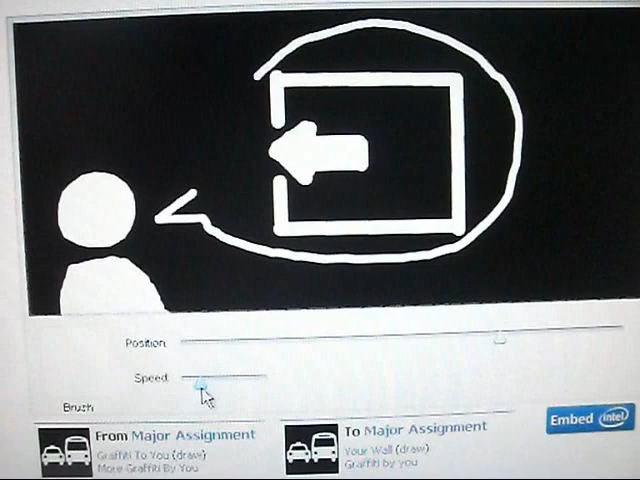 Position:
Speed:
Brush:
From Major Assignment
Graffiti To You (draw)
More Graffiti By You
To Major Assignment
Your Wall (draw)
Graffiti by you
Embed intel